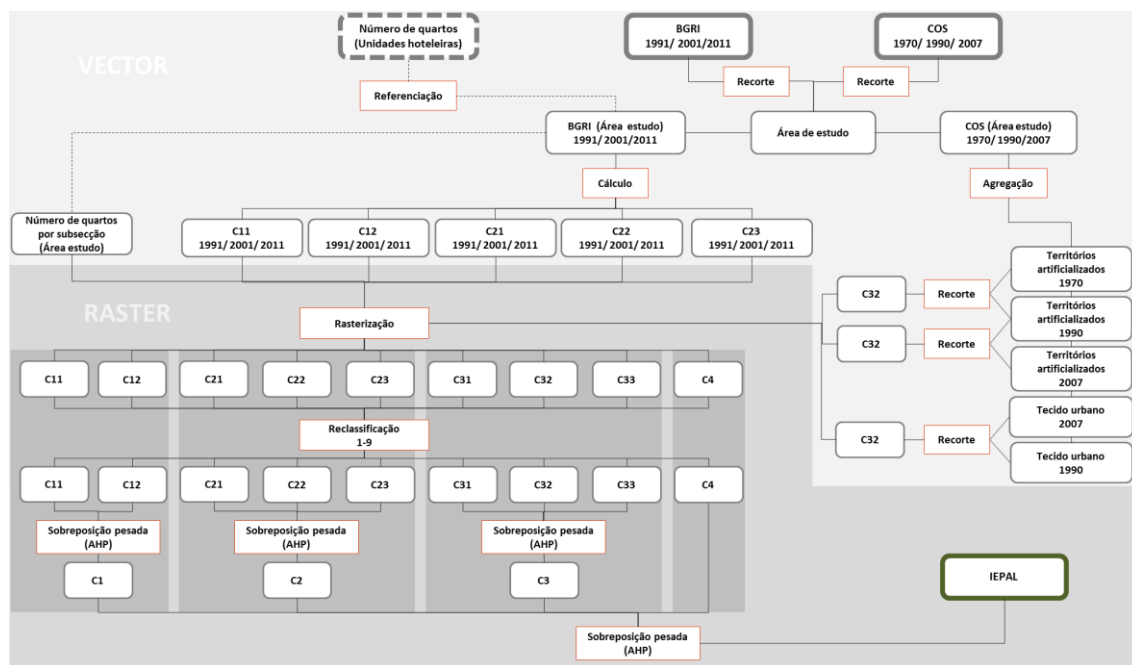 Número de quartos
(Unidades hoteleiras)
BGRI
1991/ 2001/2011
COS
1970/ 1990/ 2007
VECTOR
Recorte
Recorte
Referenciação
BGRI (Área estudo)
1991/ 2001/2011
Área de estudo
COS (Área estudo)
1970/ 1990/2007
Cálculo
Agregação
Número de quartos
por subsecção
(Área estudo)
C11
1991/ 2001/ 2011
C12
1991/ 2001/ 2011
C21
1991/ 2001/ 2011
C22
1991/ 2001/ 2011
C23
1991/ 2001/ 2011
Territórios
artificializados
1970
C32
Recorte
RASTER
Rasterização
Territórios
artificializados
1990
C32
Recorte
Territórios
artificializados
2007
C11
C12
C21
C22
C23
C31
C32
C33
C4
Tecido urbano
2007
Reclassificação
1-9
C32
Recorte
Tecido urbano
1990
C11
C12
C21
C22
C23
C31
C32
C33
C4
Sobreposição pesada
(AHP)
Sobreposição pesada
(AHP)
Sobreposição pesada
(AHP)
C1
C2
C3
IEPAL
Sobreposição pesada
(AHP)